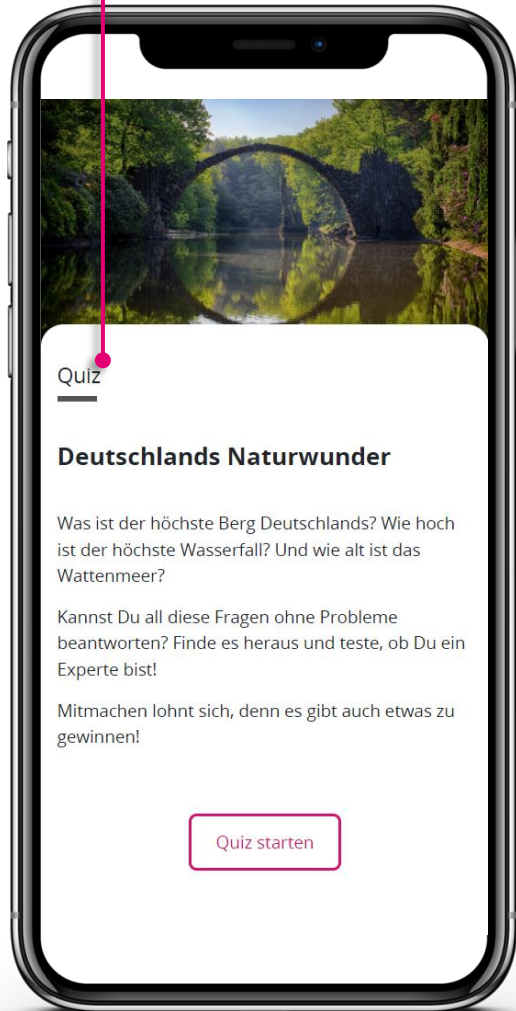 Quiz
Deutschlands Naturwunder
Was ist der höchste Berg Deutschlands? Wie hoch
ist der höchste Wasserfall? Und wie alt ist das
Wattenmeer?
Kannst Du all diese Fragen ohne Probleme
beantworten? Finde es heraus und teste, ob Du ein
Experte bist!
Mitmachen lohnt sich, denn es gibt auch etwas zu
gewinnen!
Quiz starten